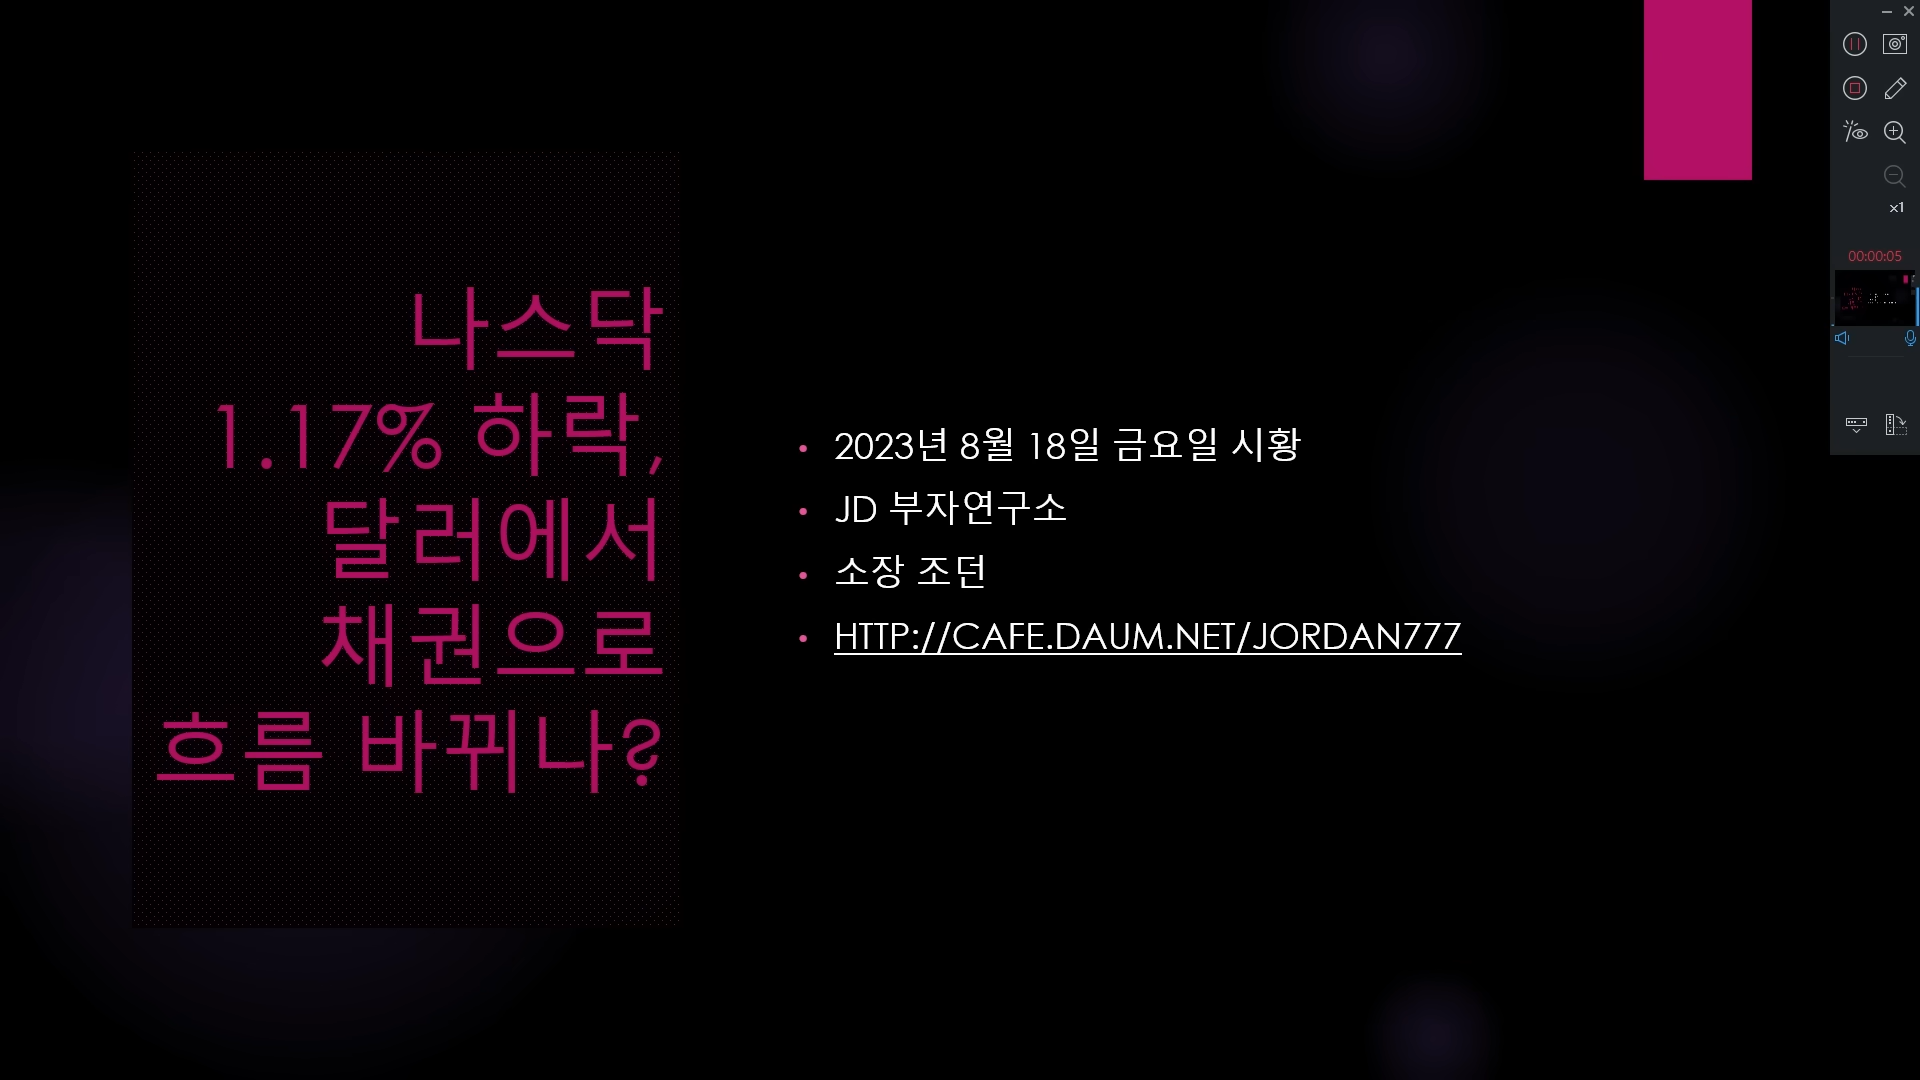 나스닥
1.17% 하락,
달러에서
채권으로
흐름 바뀌나?
• 2023년 8월 18일 금요일 시황
• JD 부자연구소
• 소장 조던
• HTTP://CAFE.DAUM.NET/JORDAN777
x1
00:00:05